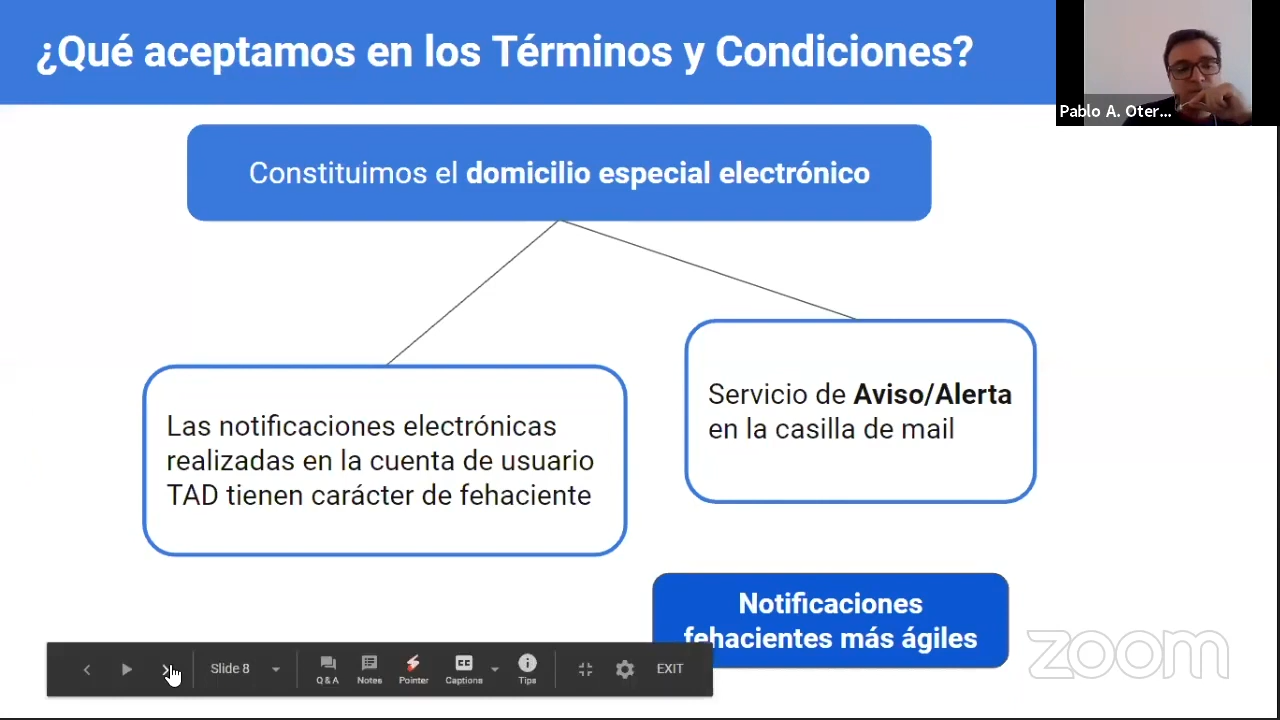 ¿Qué aceptamos en los Términos y Condiciones?
Pablo A. Oter...
Constituimos el domicilio especial electrónico
Servicio de Aviso/Alerta
en la casilla de mail
Las notificaciones electrónicas
realizadas en la cuenta de usuario
TAD tienen carácter de fehaciente
Notificaciones
fehacientes más ágiles
Slide 8
Q & A
Notes
Pointer
CC
Captions
Tips
EXIT
zoom